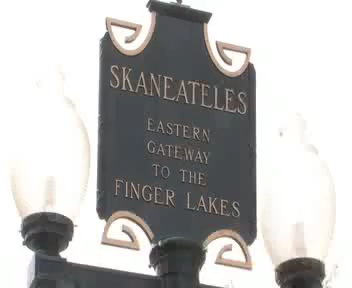 SKANEATELES
EASTERN
GATEWAY
TO THE
FINGER LAKES